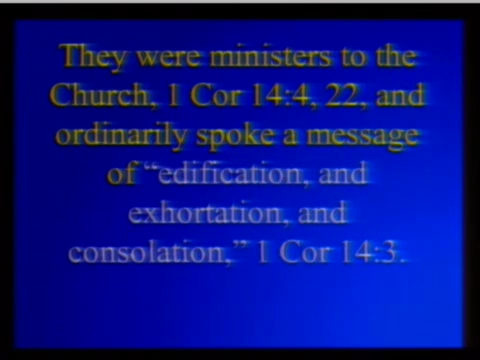 They were ministers to the
Church, 1 Cor 14:4, 22, and
ordinarily spoke a message
of “edification, and
exhortation, and
consolation,” 1 Cor 14:3.